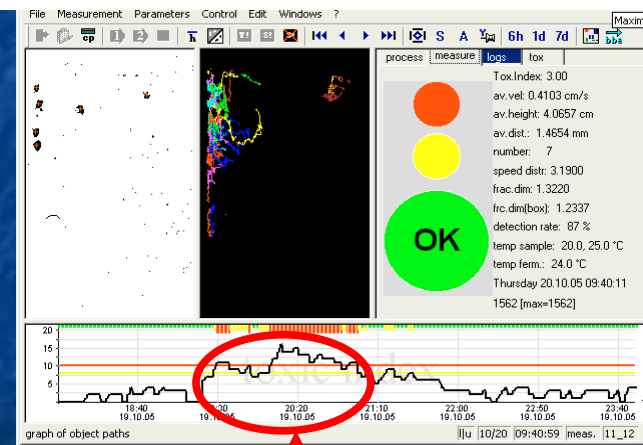 File Measurement Parameters Control Edit Windows ?
Maxim
cp T! S! S A 6h 1d 7d
process measure logs tox
Tox.Index: 3.00
av.vel: 0.4103 cm/s
av.height: 4.0657 cm
av.dist.: 1.4654 mm
number: 7
speed distr: 3.1900
frac.dim: 1.3220
frc.dim(box): 1.2337
detection rate: 87 %
temp sample: 20.0, 25.0 °C
temp ferm.: 24.0 °C
Thursday 20.10.05 09:40:11
1562 [max=1562]
OK
20
15
10
5
toxic index
18:40 :30 20:20 21:10 22:00 22:50 23:40
19.10.05 19.10.05 19.10.05 19.10.05 19.10.05 19.10.05 19.10.05
graph of object paths
10/20 09:40:59 meas. 11_12